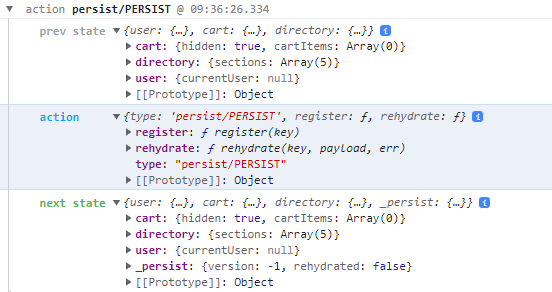 action persist/PERSIST @ 09:36:26.334
prev state ▼ {user: {…}, cart: {…}, directory: {…}} i
▶ cart: {hidden: true, cartItems: Array(0)}
▶ directory: {sections: Array(5)}
▶ user: {currentUser: null}
▶ [[Prototype]]: Object
action ▼ {type: 'persist/PERSIST', register: ƒ, rehydrate: ƒ} i
▶ register: ƒ register(key)
▶ rehydrate: ƒ rehydrate(key, payload, err)
type: "persist/PERSIST"
▶ [[Prototype]]: Object
next state ▼ {user: {…}, cart: {…}, directory: {…}, _persist: {…}} i
▶ cart: {hidden: true, cartItems: Array(0)}
▶ directory: {sections: Array(5)}
▶ user: {currentUser: null}
▶ _persist: {version: -1, rehydrated: false}
▶ [[Prototype]]: Object